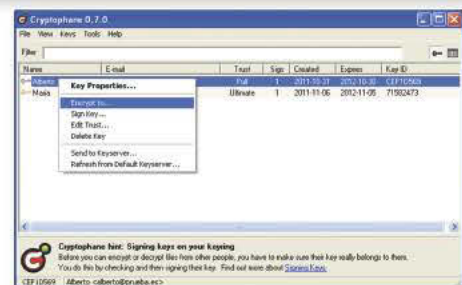 Cryptophane 0.7.0
File View Keys Tools Help
Filter
Name E-mail Trust Sigs Created Expires Key ID
Alberto Full 1 2011-10-31 2012-10-30 CEF1D569
Maria Ultimate 1 2011-11-06 2012-11-05 71502473
Key Properties...
Encrypt to...
Sign Key...
Edit Trust...
Delete Key
Send to Keyserver...
Refresh from Default Keyserver...
Cryptophane hint: Signing keys on your keyring
Before you can encrypt or decrypt files from other people, you have to make sure their key really belongs to them.
You do this by checking and then signing their key. Find out more about Signing Keys.
CEF1D569 Alberto <alberto@prueba.ec>